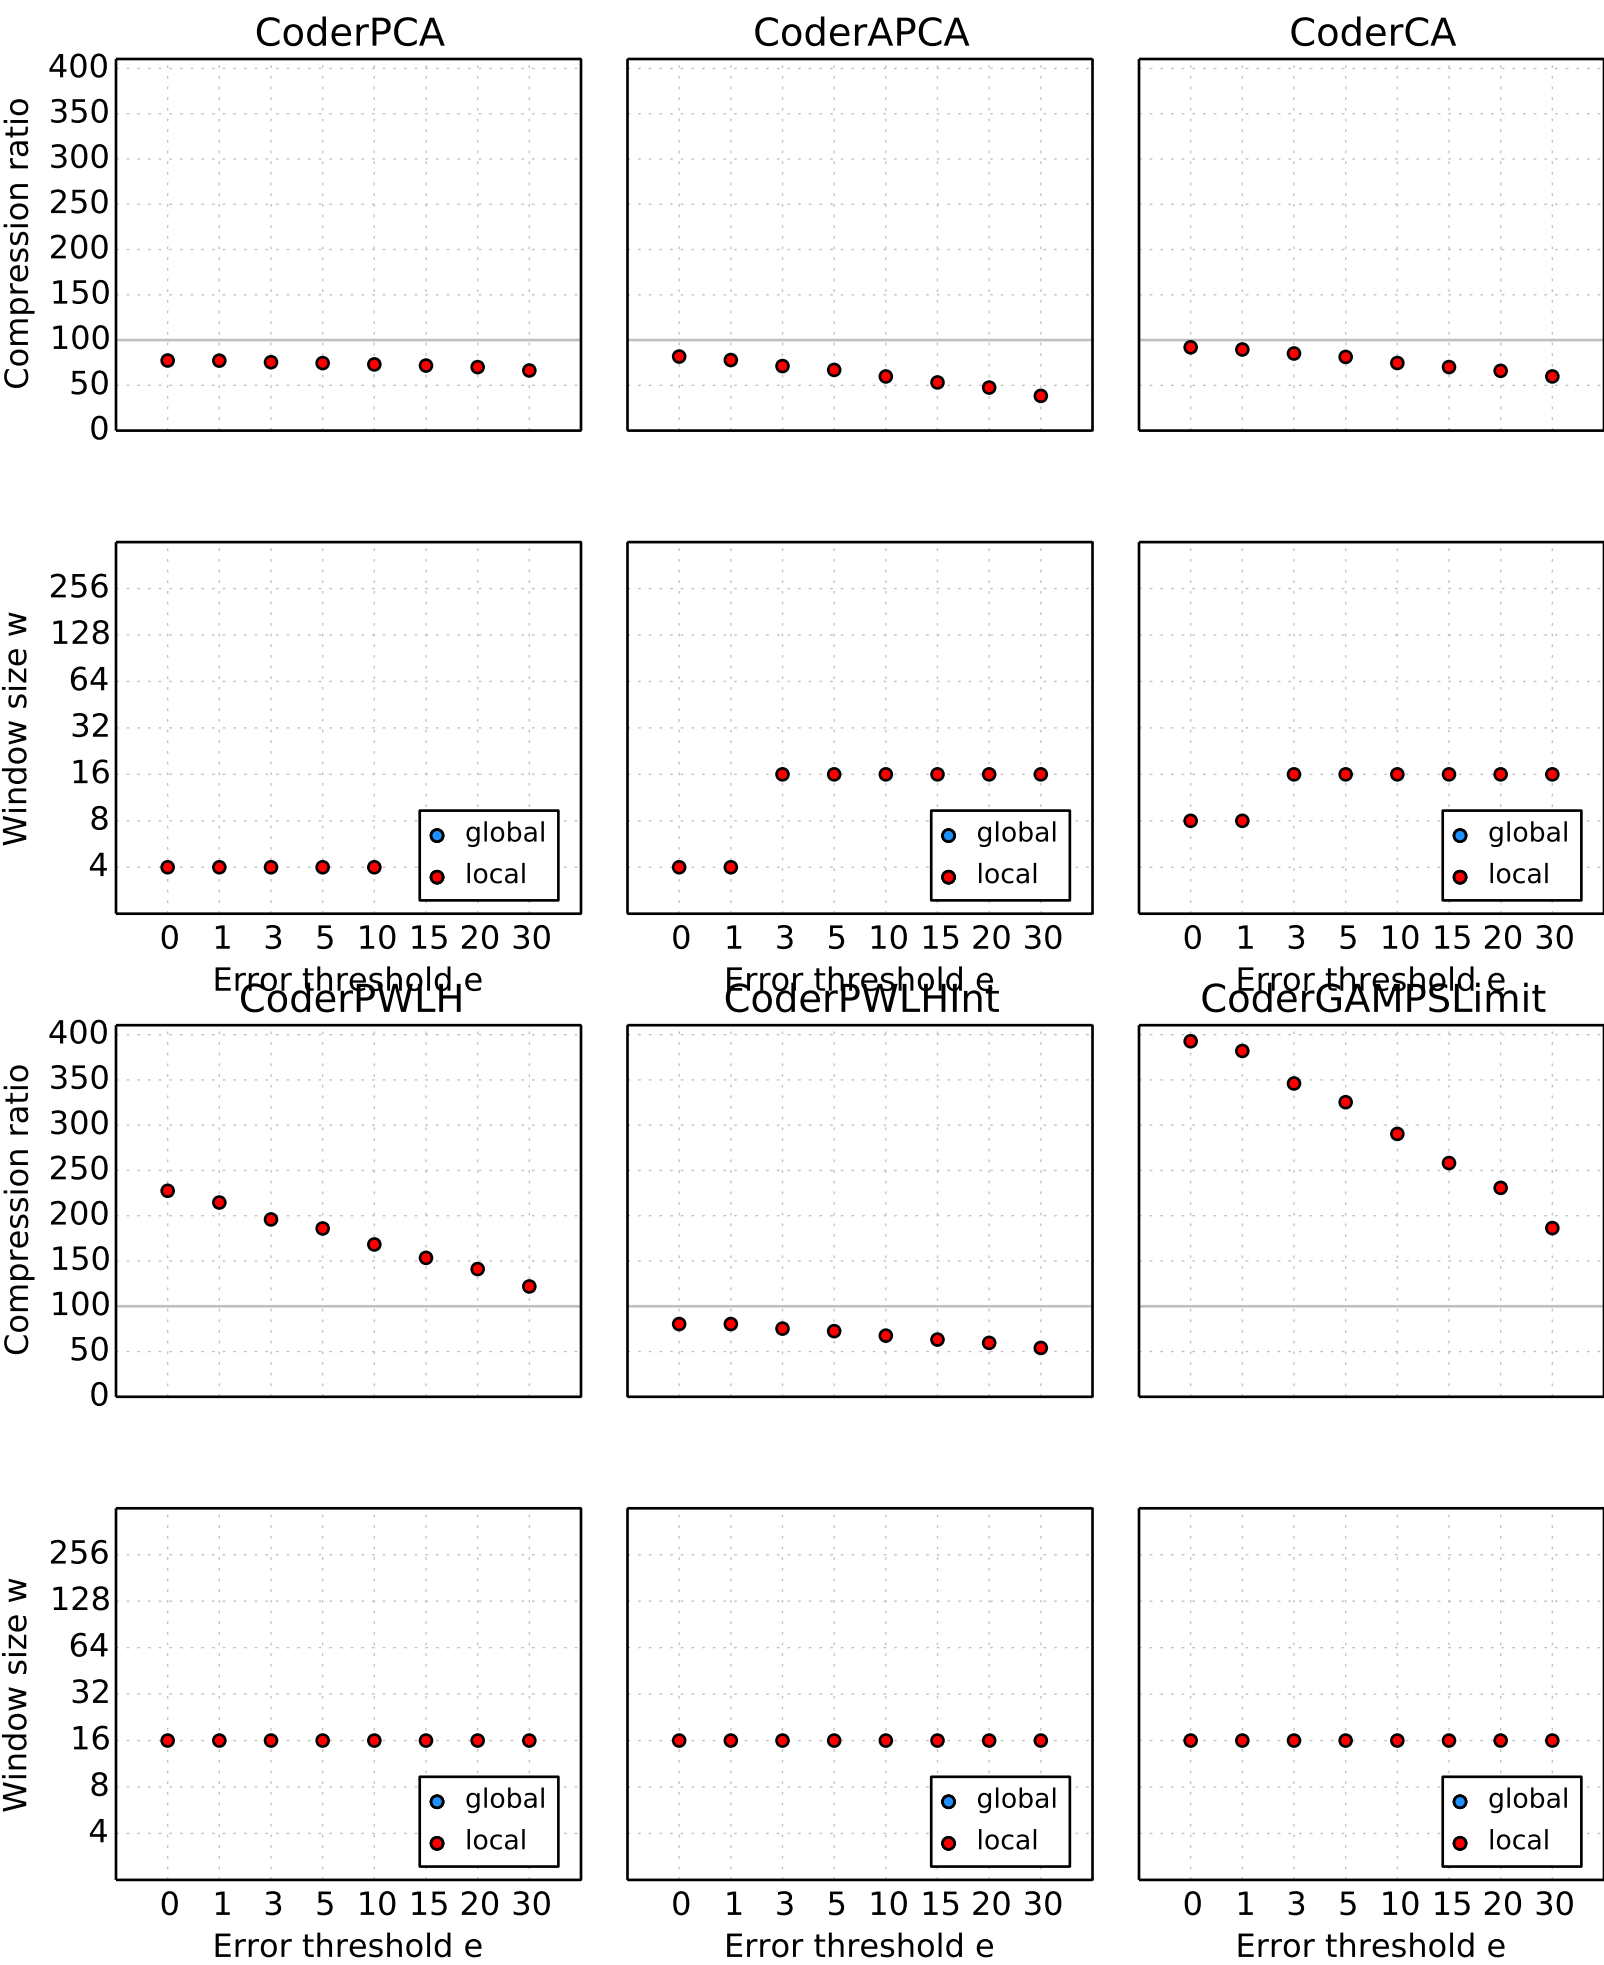 CoderPCA CoderAPCA CoderCA
Compression ratio
400
350
300
250
200
150
100
50
0
Window size w
256
128
64
32
16
8
4
global
local
global
local
global
local
0 1 3 5 10 15 20 30
0 1 3 5 10 15 20 30
0 1 3 5 10 15 20 30
Error threshold e
Error threshold e
Error threshold e
CoderPWLH CoderPWLHInt CoderGAMPSLimit
Compression ratio
400
350
300
250
200
150
100
50
0
Window size w
256
128
64
32
16
8
4
global
local
global
local
global
local
0 1 3 5 10 15 20 30
0 1 3 5 10 15 20 30
0 1 3 5 10 15 20 30
Error threshold e
Error threshold e
Error threshold e